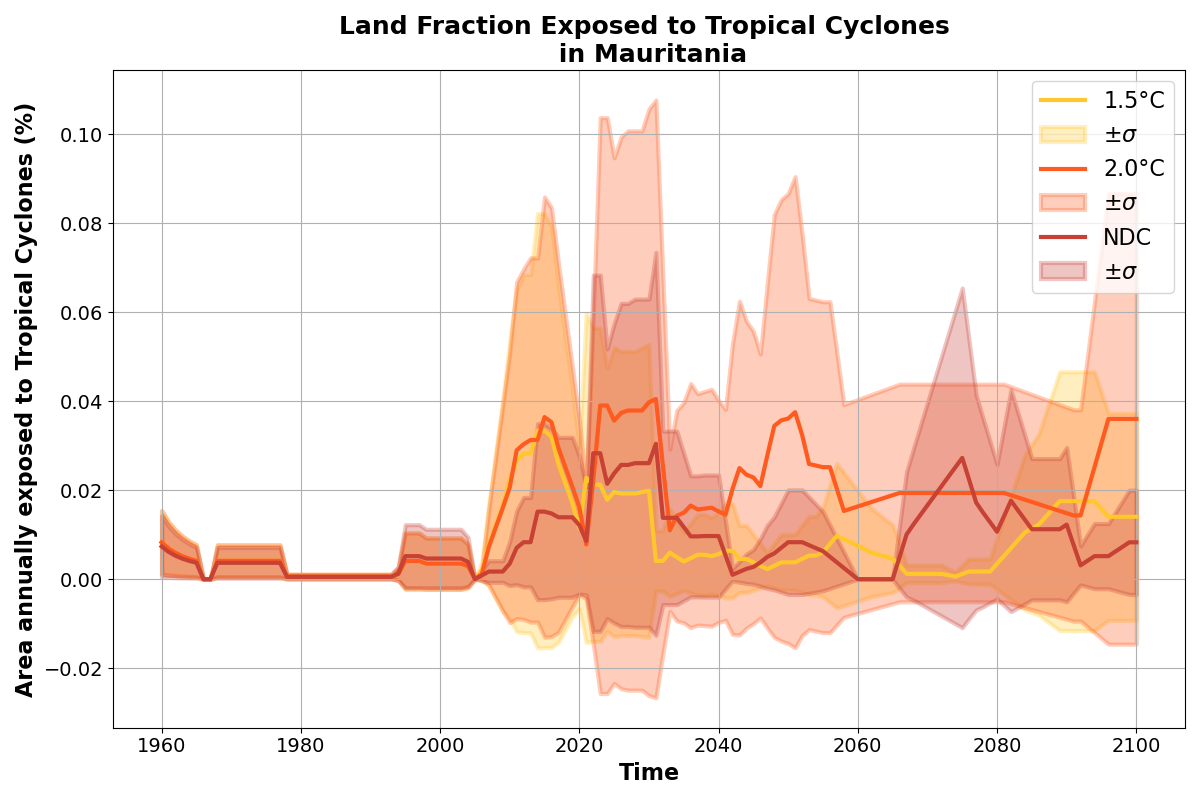 Land Fraction Exposed to Tropical Cyclones
in Mauritania
Area annually exposed to Tropical Cyclones (%)
0.10
0.08
0.06
0.04
0.02
0.00
−0.02
1960
1980
2000
2020
2040
2060
2080
2100
Time
1.5°C
±σ
2.0°C
±σ
NDC
±σ